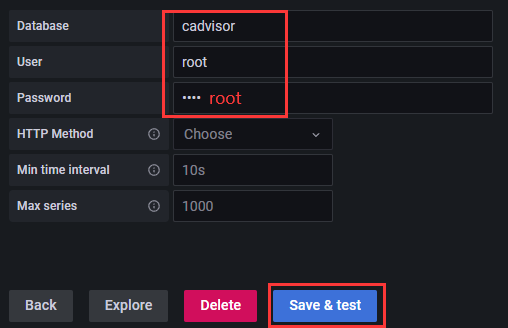 Database cadvisor
User root
Password •••• root
HTTP Method Choose
Min time interval 10s
Max series 1000
Back Explore Delete Save & test